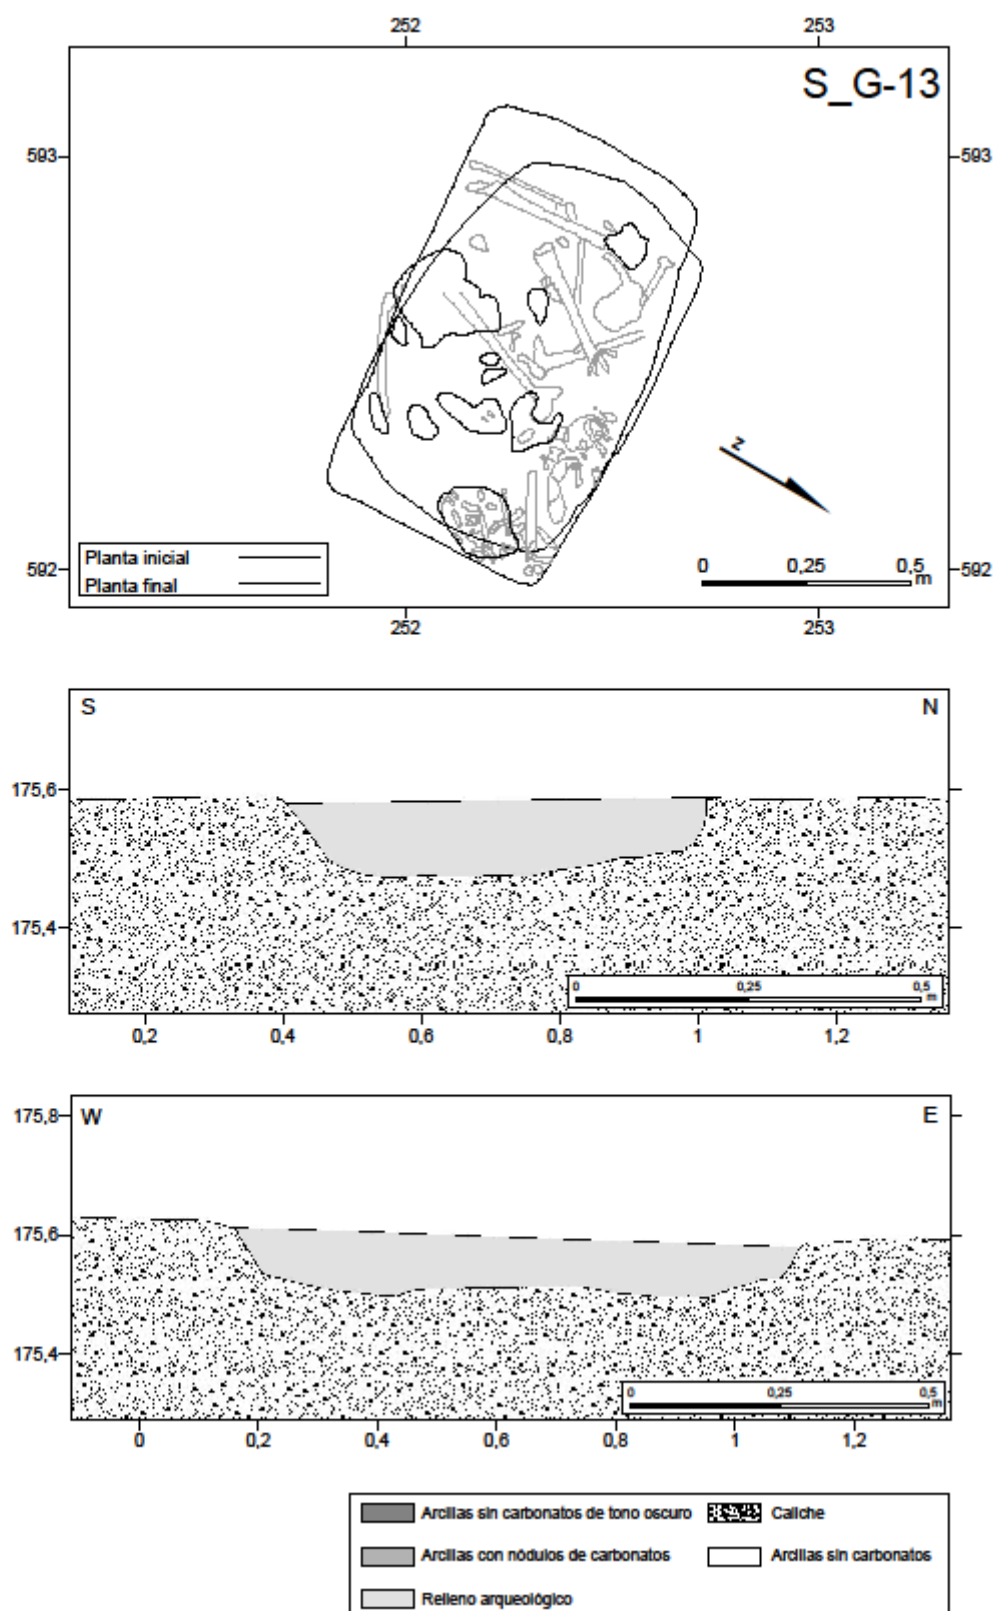 252 253
S_G-13
593 593
z
Planta inicial
Planta final
0 0,25 0,5
m
592 592
252 253
S N
175,6
175,4
0 0,25 0,5
m
0,2 0,4 0,6 0,8 1 1,2
175,8
W E
175,6
175,4
0 0,25 0,5
m
0 0,2 0,4 0,6 0,8 1 1,2
Arcillas sin carbonatos de tono oscuro Caliche
Arcillas con nódulos de carbonatos Arcillas sin carbonatos
Relleno arqueológico